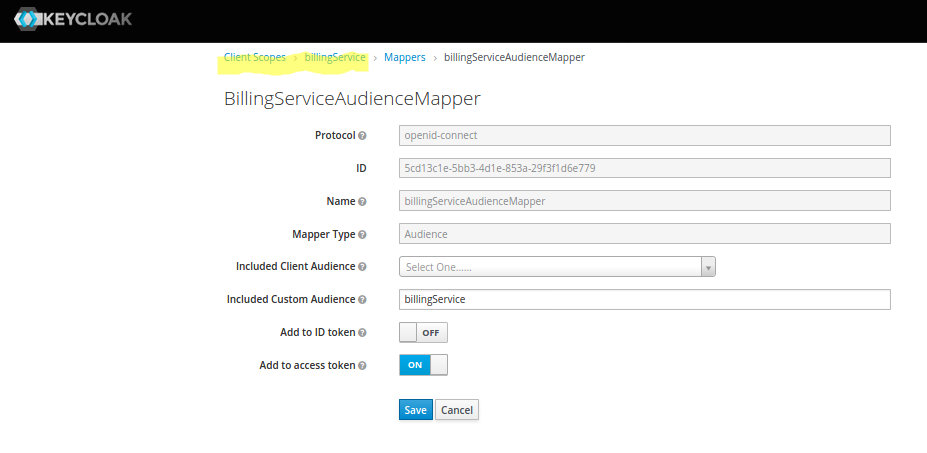 KEYCLOAK
Client Scopes › billingService › Mappers › billingServiceAudienceMapper
BillingServiceAudienceMapper
Protocol openid-connect
ID 5cd13c1e-5bb3-4d1e-853a-29f3f1d6e779
Name billingServiceAudienceMapper
Mapper Type Audience
Included Client Audience Select One......
Included Custom Audience billingService
Add to ID token OFF
Add to access token ON
Save Cancel